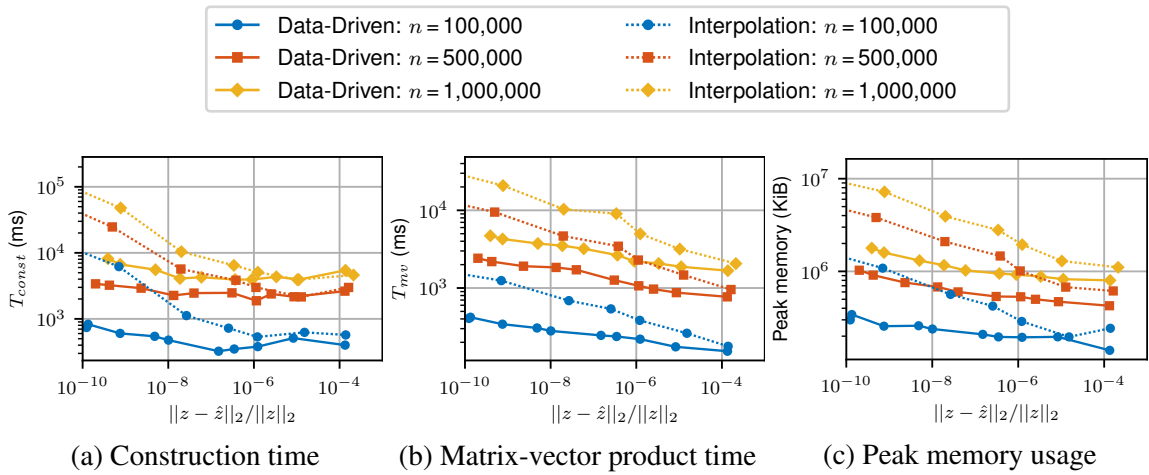 Data-Driven: n = 100,000
Data-Driven: n = 500,000
Data-Driven: n = 1,000,000
Interpolation: n = 100,000
Interpolation: n = 500,000
Interpolation: n = 1,000,000
T_const (ms)
10^5
10^4
10^3
10^−10
10^−8
10^−6
10^−4
||z − ẑ||_2/||z||_2
(a) Construction time
T_mv (ms)
10^4
10^3
10^−10
10^−8
10^−6
10^−4
||z − ẑ||_2/||z||_2
(b) Matrix-vector product time
Peak memory (KiB)
10^7
10^6
10^−10
10^−8
10^−6
10^−4
||z − ẑ||_2/||z||_2
(c) Peak memory usage